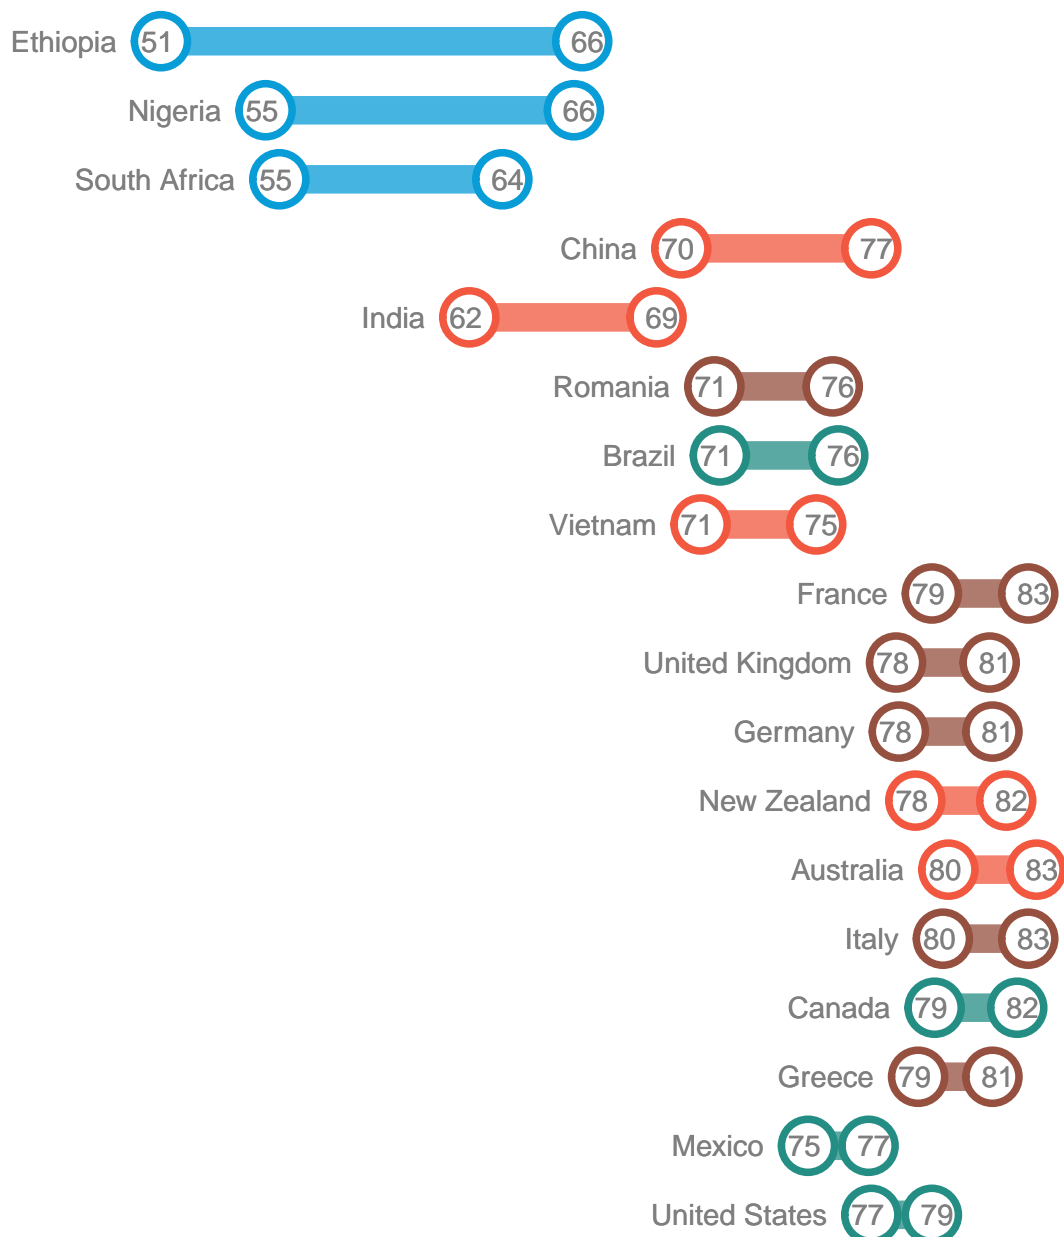 Ethiopia 51 66
Nigeria 55 66
South Africa 55 64
China 70 77
India 62 69
Romania 71 76
Brazil 71 76
Vietnam 71 75
France 79 83
United Kingdom 78 81
Germany 78 81
New Zealand 78 82
Australia 80 83
Italy 80 83
Canada 79 82
Greece 79 81
Mexico 75 77
United States 77 79